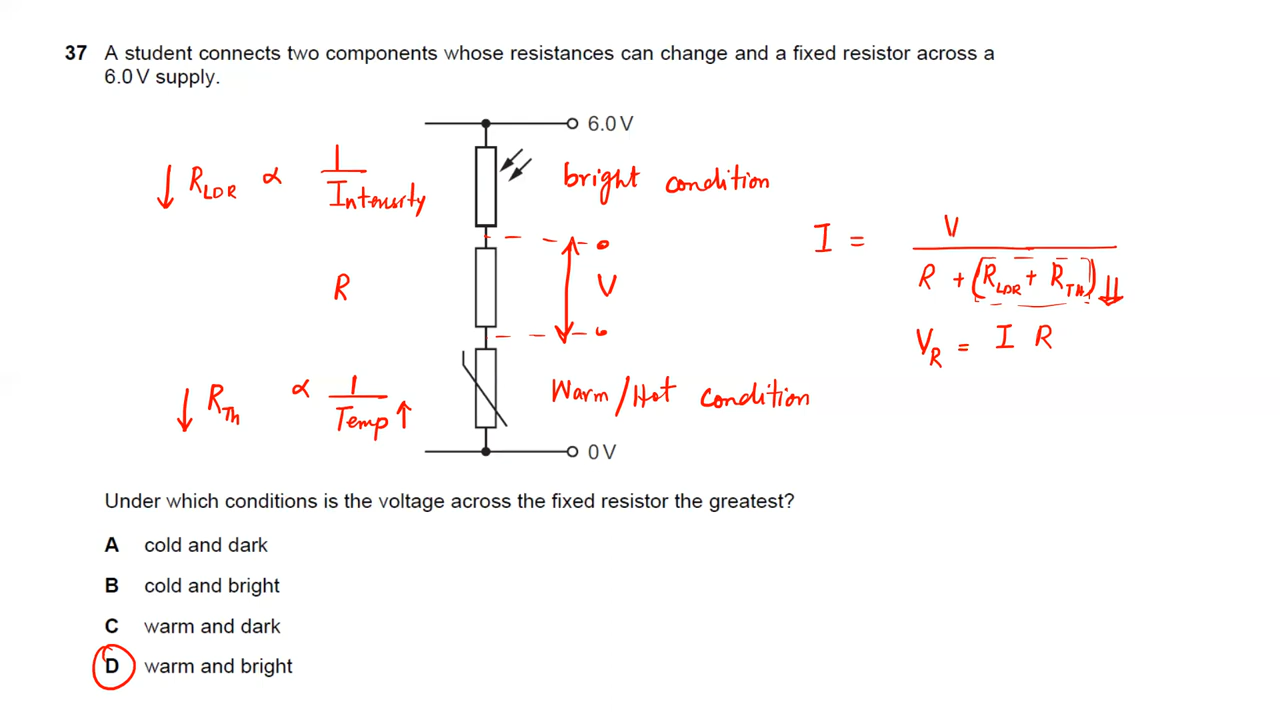 37 A student connects two components whose resistances can change and a fixed resistor across a
6.0 V supply.
6.0 V
↓ R_LDR ∝ 1/Intensity
bright condition
I = V / (R + (R_LDR + R_TH)) ⇊
R
V
V_R = I R
↓ R_Th ∝ 1/Temp ↑
Warm/Hot condition
0 V
Under which conditions is the voltage across the fixed resistor the greatest?
A cold and dark
B cold and bright
C warm and dark
D warm and bright